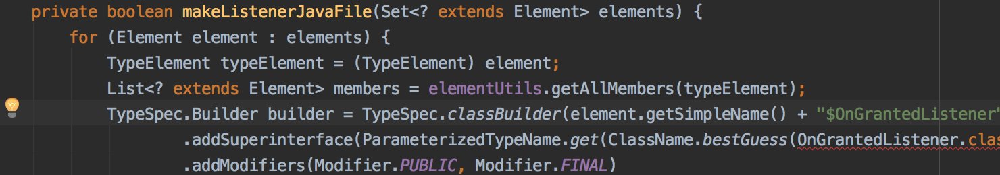 private boolean makeListenerJavaFile(Set<? extends Element> elements) {
for (Element element : elements) {
TypeElement typeElement = (TypeElement) element;
List<? extends Element> members = elementUtils.getAllMembers(typeElement);
TypeSpec.Builder builder = TypeSpec.classBuilder(element.getSimpleName() + "$OnGrantedListener"
.addSuperinterface(ParameterizedTypeName.get(ClassName.bestGuess(OnGrantedListener.clas
.addModifiers(Modifier.PUBLIC, Modifier.FINAL)